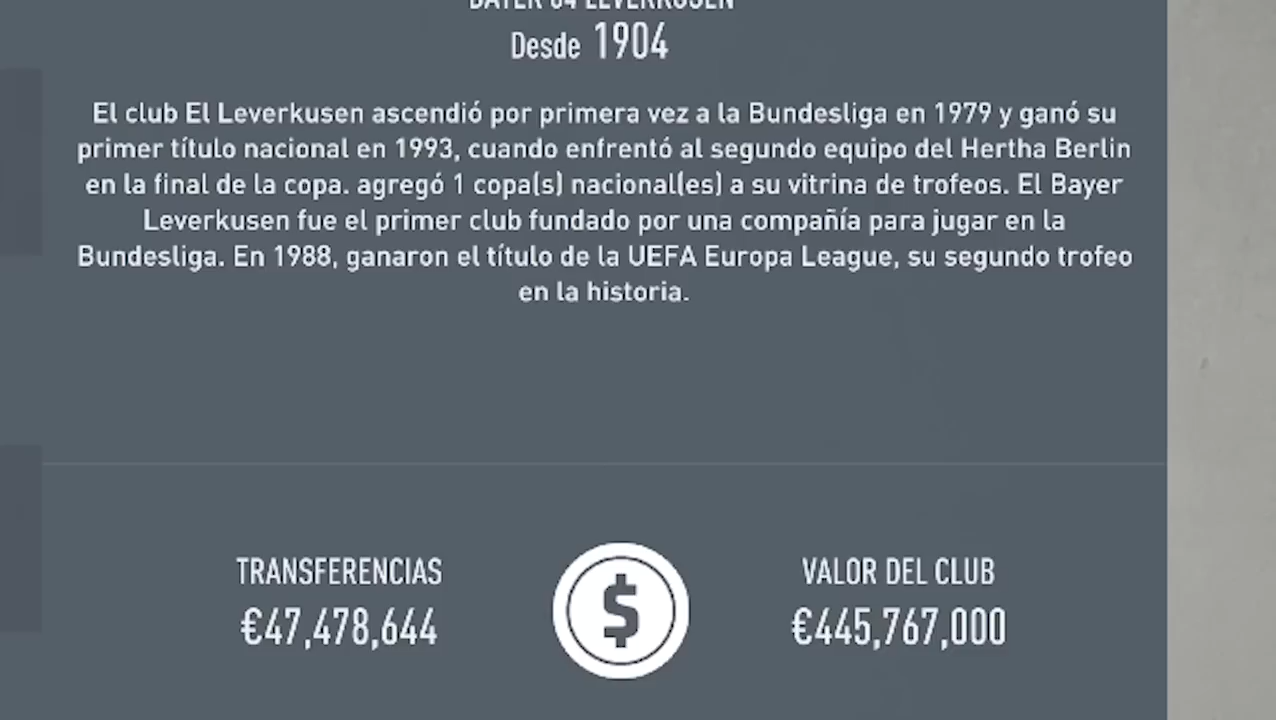 BAYER 04 LEVERKUSEN
Desde 1904
El club El Leverkusen ascendió por primera vez a la Bundesliga en 1979 y ganó su
primer título nacional en 1993, cuando enfrentó al segundo equipo del Hertha Berlin
en la final de la copa. agregó 1 copa(s) nacional(es) a su vitrina de trofeos. El Bayer
Leverkusen fue el primer club fundado por una compañía para jugar en la
Bundesliga. En 1988, ganaron el título de la UEFA Europa League, su segundo trofeo
en la historia.
TRANSFERENCIAS
€47,478,644
$
VALOR DEL CLUB
€445,767,000